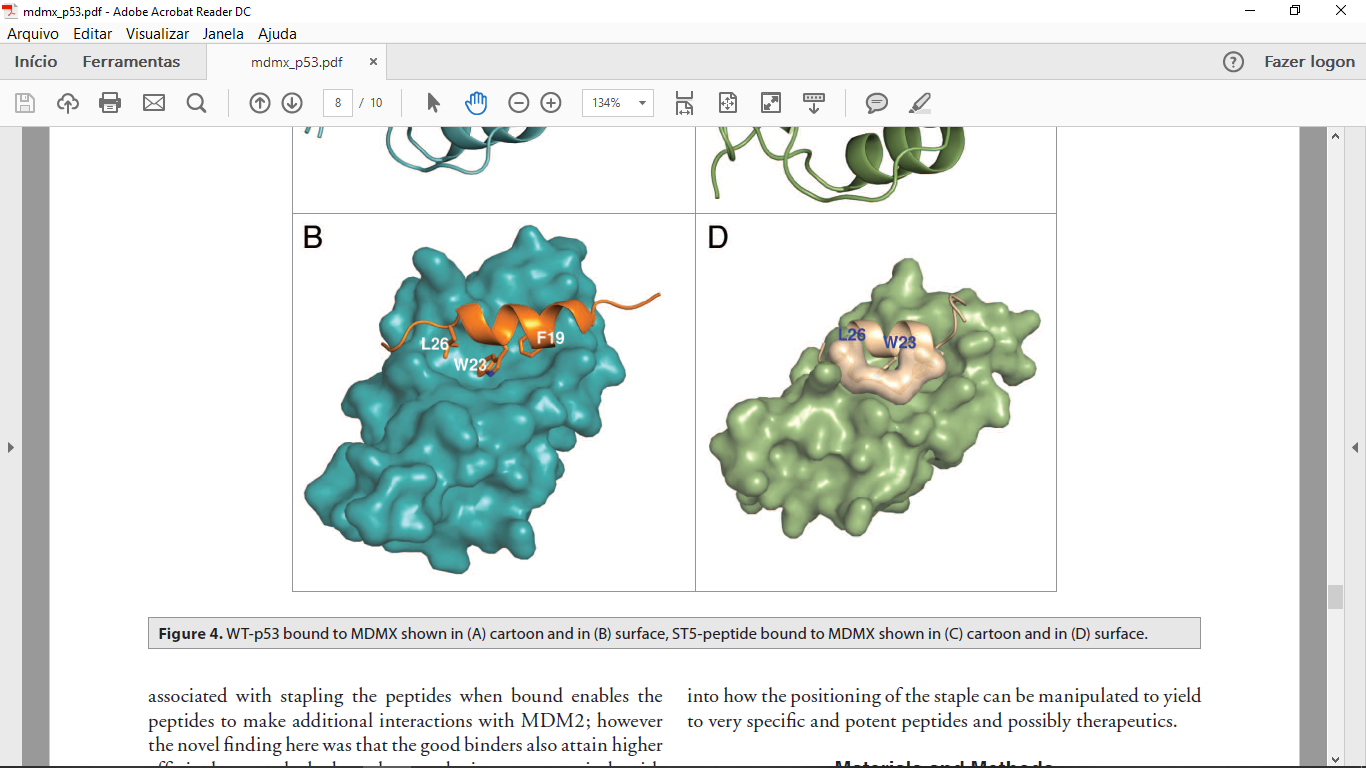 mdmx_p53.pdf - Adobe Acrobat Reader DC
Arquivo Editar Visualizar Janela Ajuda
Início Ferramentas mdmx_p53.pdf × ? Fazer logon
8 / 10 134%
B D
L26 W23 F19
L26 W23
Figure 4. WT-p53 bound to MDMX shown in (A) cartoon and in (B) surface, ST5-peptide bound to MDMX shown in (C) cartoon and in (D) surface.
associated with stapling the peptides when bound enables the
peptides to make additional interactions with MDM2; however
the novel finding here was that the good binders also attain higher
into how the positioning of the staple can be manipulated to yield
to very specific and potent peptides and possibly therapeutics.
Materials and Methods